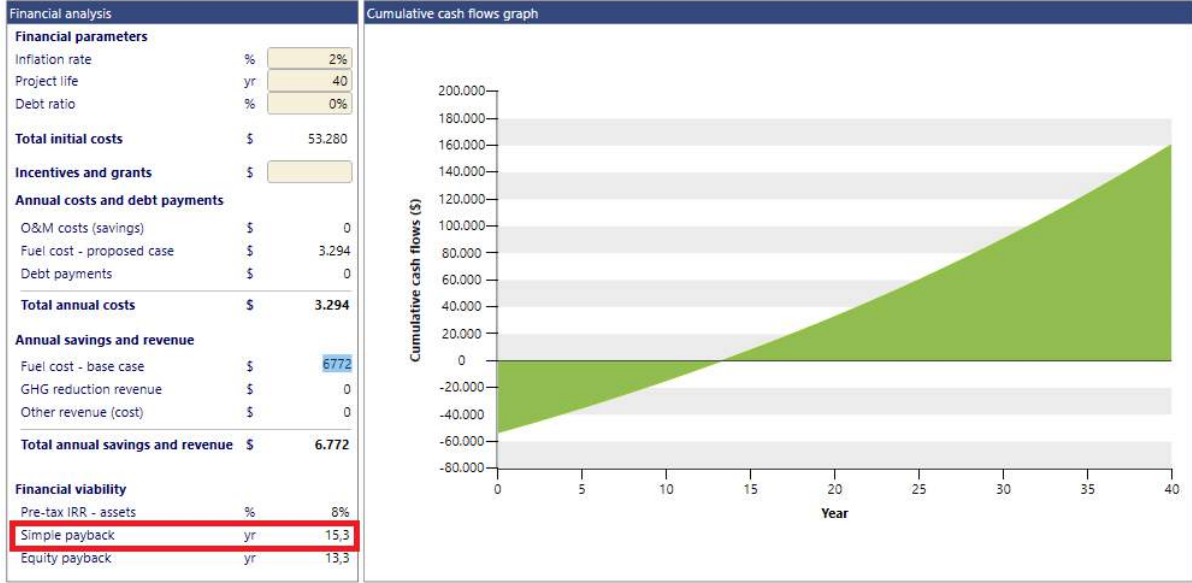 Financial analysis
Financial parameters
Inflation rate % 2%
Project life yr 40
Debt ratio % 0%
Total initial costs $ 53.280
Incentives and grants $
Annual costs and debt payments
O&M costs (savings) $ 0
Fuel cost - proposed case $ 3.294
Debt payments $ 0
Total annual costs $ 3.294
Annual savings and revenue
Fuel cost - base case $ 6772
GHG reduction revenue $ 0
Other revenue (cost) $ 0
Total annual savings and revenue $ 6.772
Financial viability
Pre-tax IRR - assets % 8%
Simple payback yr 15,3
Equity payback yr 13,3
Cumulative cash flows graph
Cumulative cash flows ($)
200.000
180.000
160.000
140.000
120.000
100.000
80.000
60.000
40.000
20.000
0
-20.000
-40.000
-60.000
-80.000
0 5 10 15 20 25 30 35 40
Year